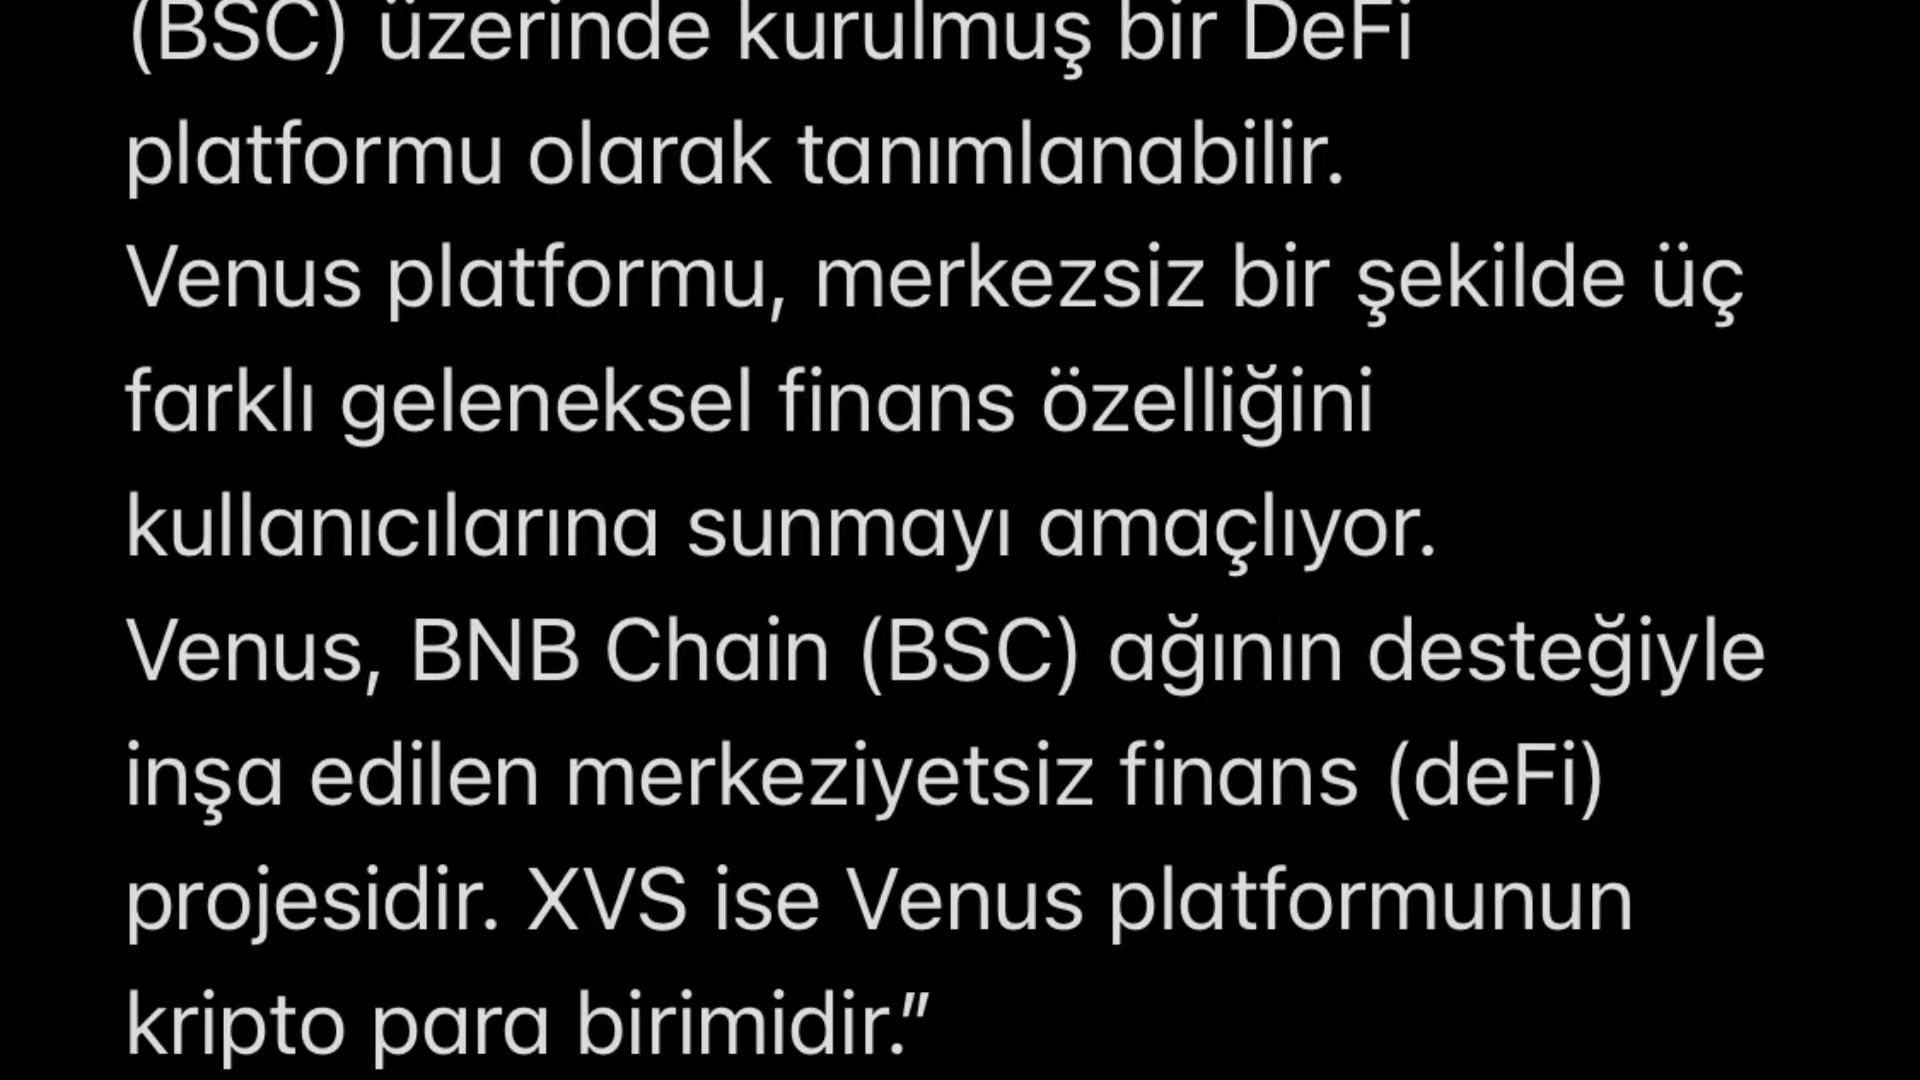 (BSC) üzerinde kurulmuş bir DeFi
platformu olarak tanımlanabilir.
Venus platformu, merkezsiz bir şekilde üç
farklı geleneksel finans özelliğini
kullanıcılarına sunmayı amaçlıyor.
Venus, BNB Chain (BSC) ağının desteğiyle
inşa edilen merkeziyetsiz finans (deFi)
projesidir. XVS ise Venus platformunun
kripto para birimidir.”